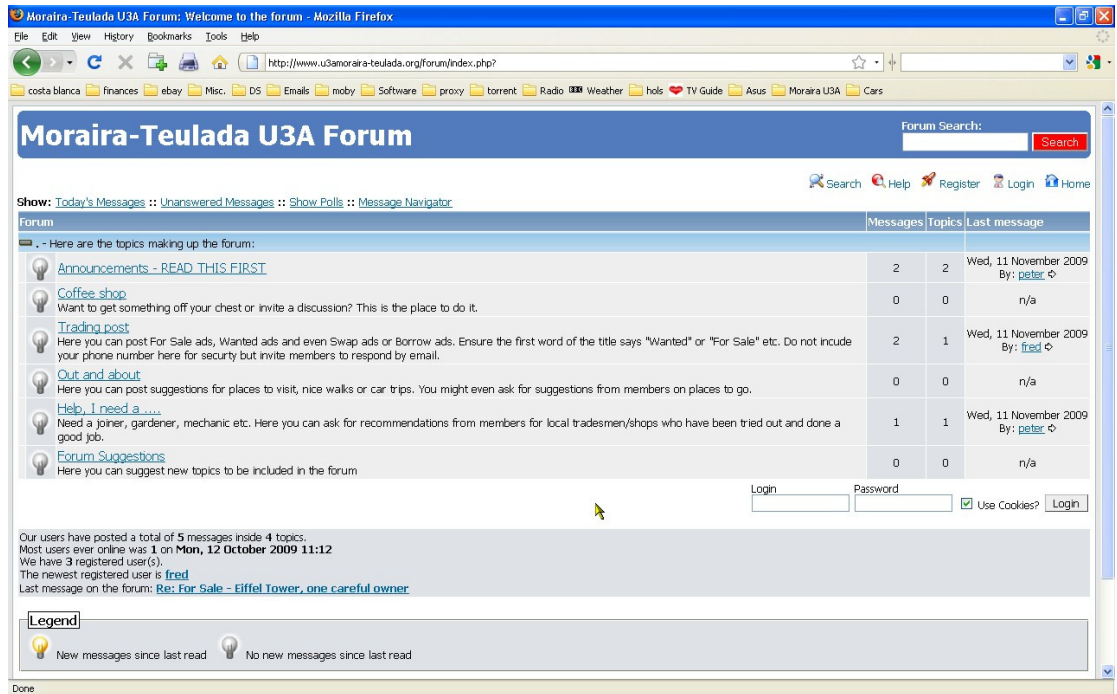 Moraira-Teulada U3A Forum: Welcome to the forum - Mozilla Firefox
File Edit View History Bookmarks Tools Help
http://www.u3amoraira-teulada.org/forum/index.php?
costa blanca finances ebay Misc. DS Emails moby Software proxy torrent Radio Weather hols TV Guide Asus Moraira U3A Cars
Moraira-Teulada U3A Forum
Forum Search:
Search
Search Help Register Login Home
Show: Today's Messages :: Unanswered Messages :: Show Polls :: Message Navigator
Forum Messages Topics Last message
. - Here are the topics making up the forum:
Announcements - READ THIS FIRST 2 2 Wed, 11 November 2009
By: peter
Coffee shop
Want to get something off your chest or invite a discussion? This is the place to do it. 0 0 n/a
Trading post
Here you can post For Sale ads, Wanted ads and even Swap ads or Borrow ads. Ensure the first word of the title says "Wanted" or "For Sale" etc. Do not incude
your phone number here for securty but invite members to respond by email. 2 1 Wed, 11 November 2009
By: fred
Out and about
Here you can post suggestions for places to visit, nice walks or car trips. You might even ask for suggestions from members on places to go. 0 0 n/a
Help, I need a ....
Need a joiner, gardener, mechanic etc. Here you can ask for recommendations from members for local tradesmen/shops who have been tried out and done a
good job. 1 1 Wed, 11 November 2009
By: peter
Forum Suggestions
Here you can suggest new topics to be included in the forum 0 0 n/a
Login Password
Use Cookies? Login
Our users have posted a total of 5 messages inside 4 topics.
Most users ever online was 1 on Mon, 12 October 2009 11:12
We have 3 registered user(s).
The newest registered user is fred
Last message on the forum: Re: For Sale - Eiffel Tower, one careful owner
Legend
New messages since last read No new messages since last read
Done